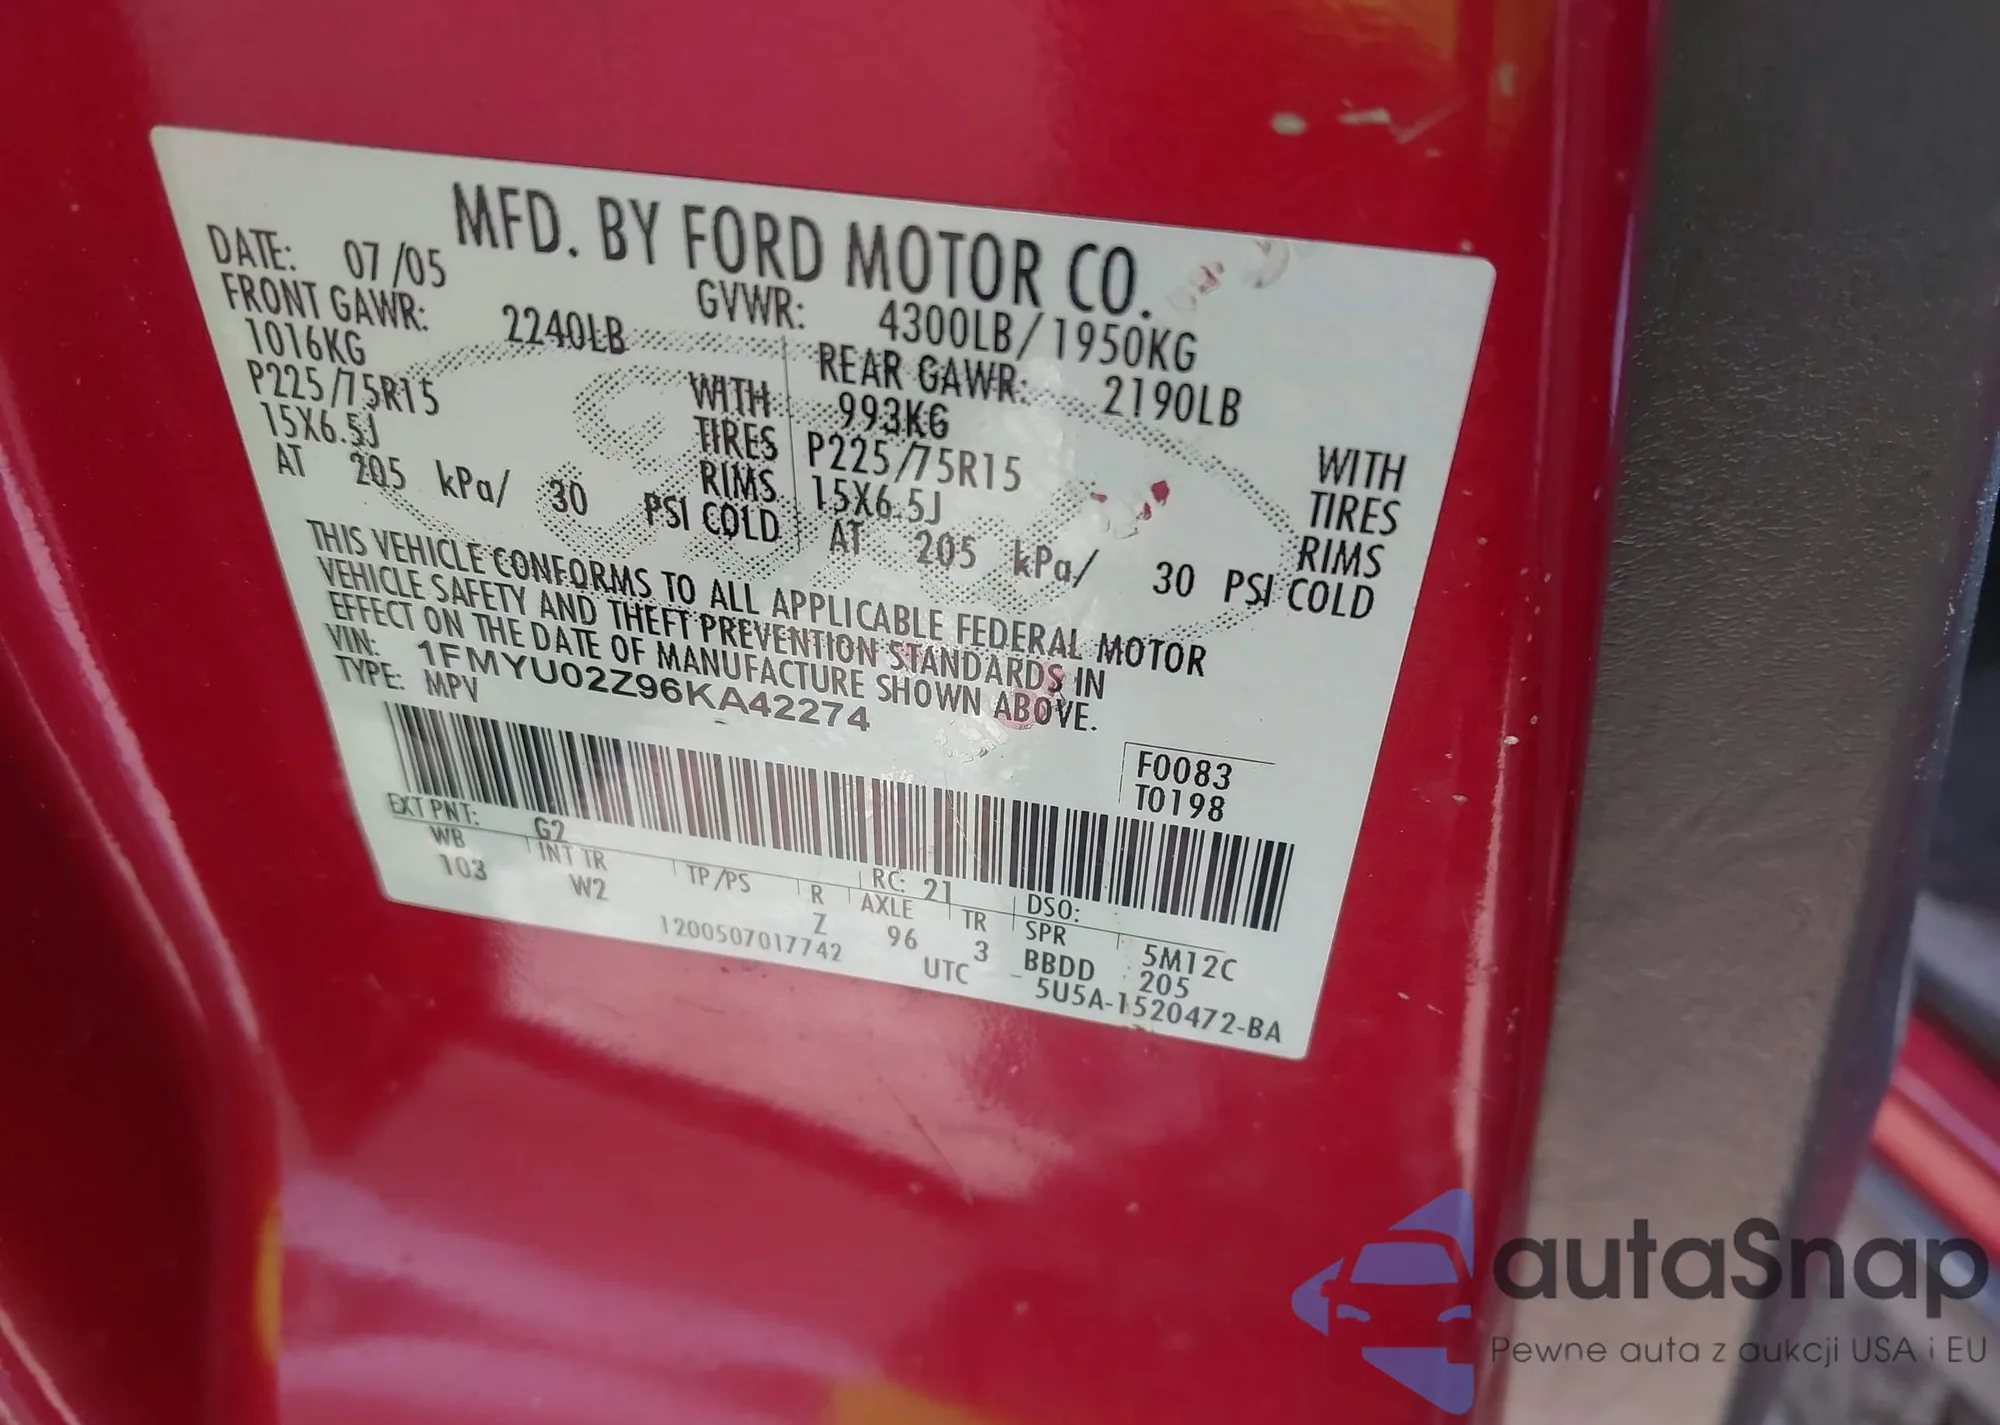 MFD. BY FORD MOTOR CO.
DATE: 07/05 GVWR: 4300LB/1950KG
FRONT GAWR: 2240LB REAR GAWR: 2190LB
1016KG WITH 993KG WITH
P225/75R15 TIRES P225/75R15 TIRES
15X6.5J RIMS 15X6.5J RIMS
AT 205 kPa/ 30 PSI COLD AT 205 kPa/ 30 PSI COLD
THIS VEHICLE CONFORMS TO ALL APPLICABLE FEDERAL MOTOR
VEHICLE SAFETY AND THEFT PREVENTION STANDARDS IN
EFFECT ON THE DATE OF MANUFACTURE SHOWN ABOVE.
VIN: 1FMYU02Z96KA42274
TYPE: MPV
F0083
T0198
EXT PNT: G2 RC: 21 DSO:
WB INT TR TP/PS R AXLE TR SPR 5M12C
103 W2 Z 96 3 BBDD 205
1200507017742 UTC 5U5A-1520472-BA
autaSnap
Pewne auta z aukcji USA i EU